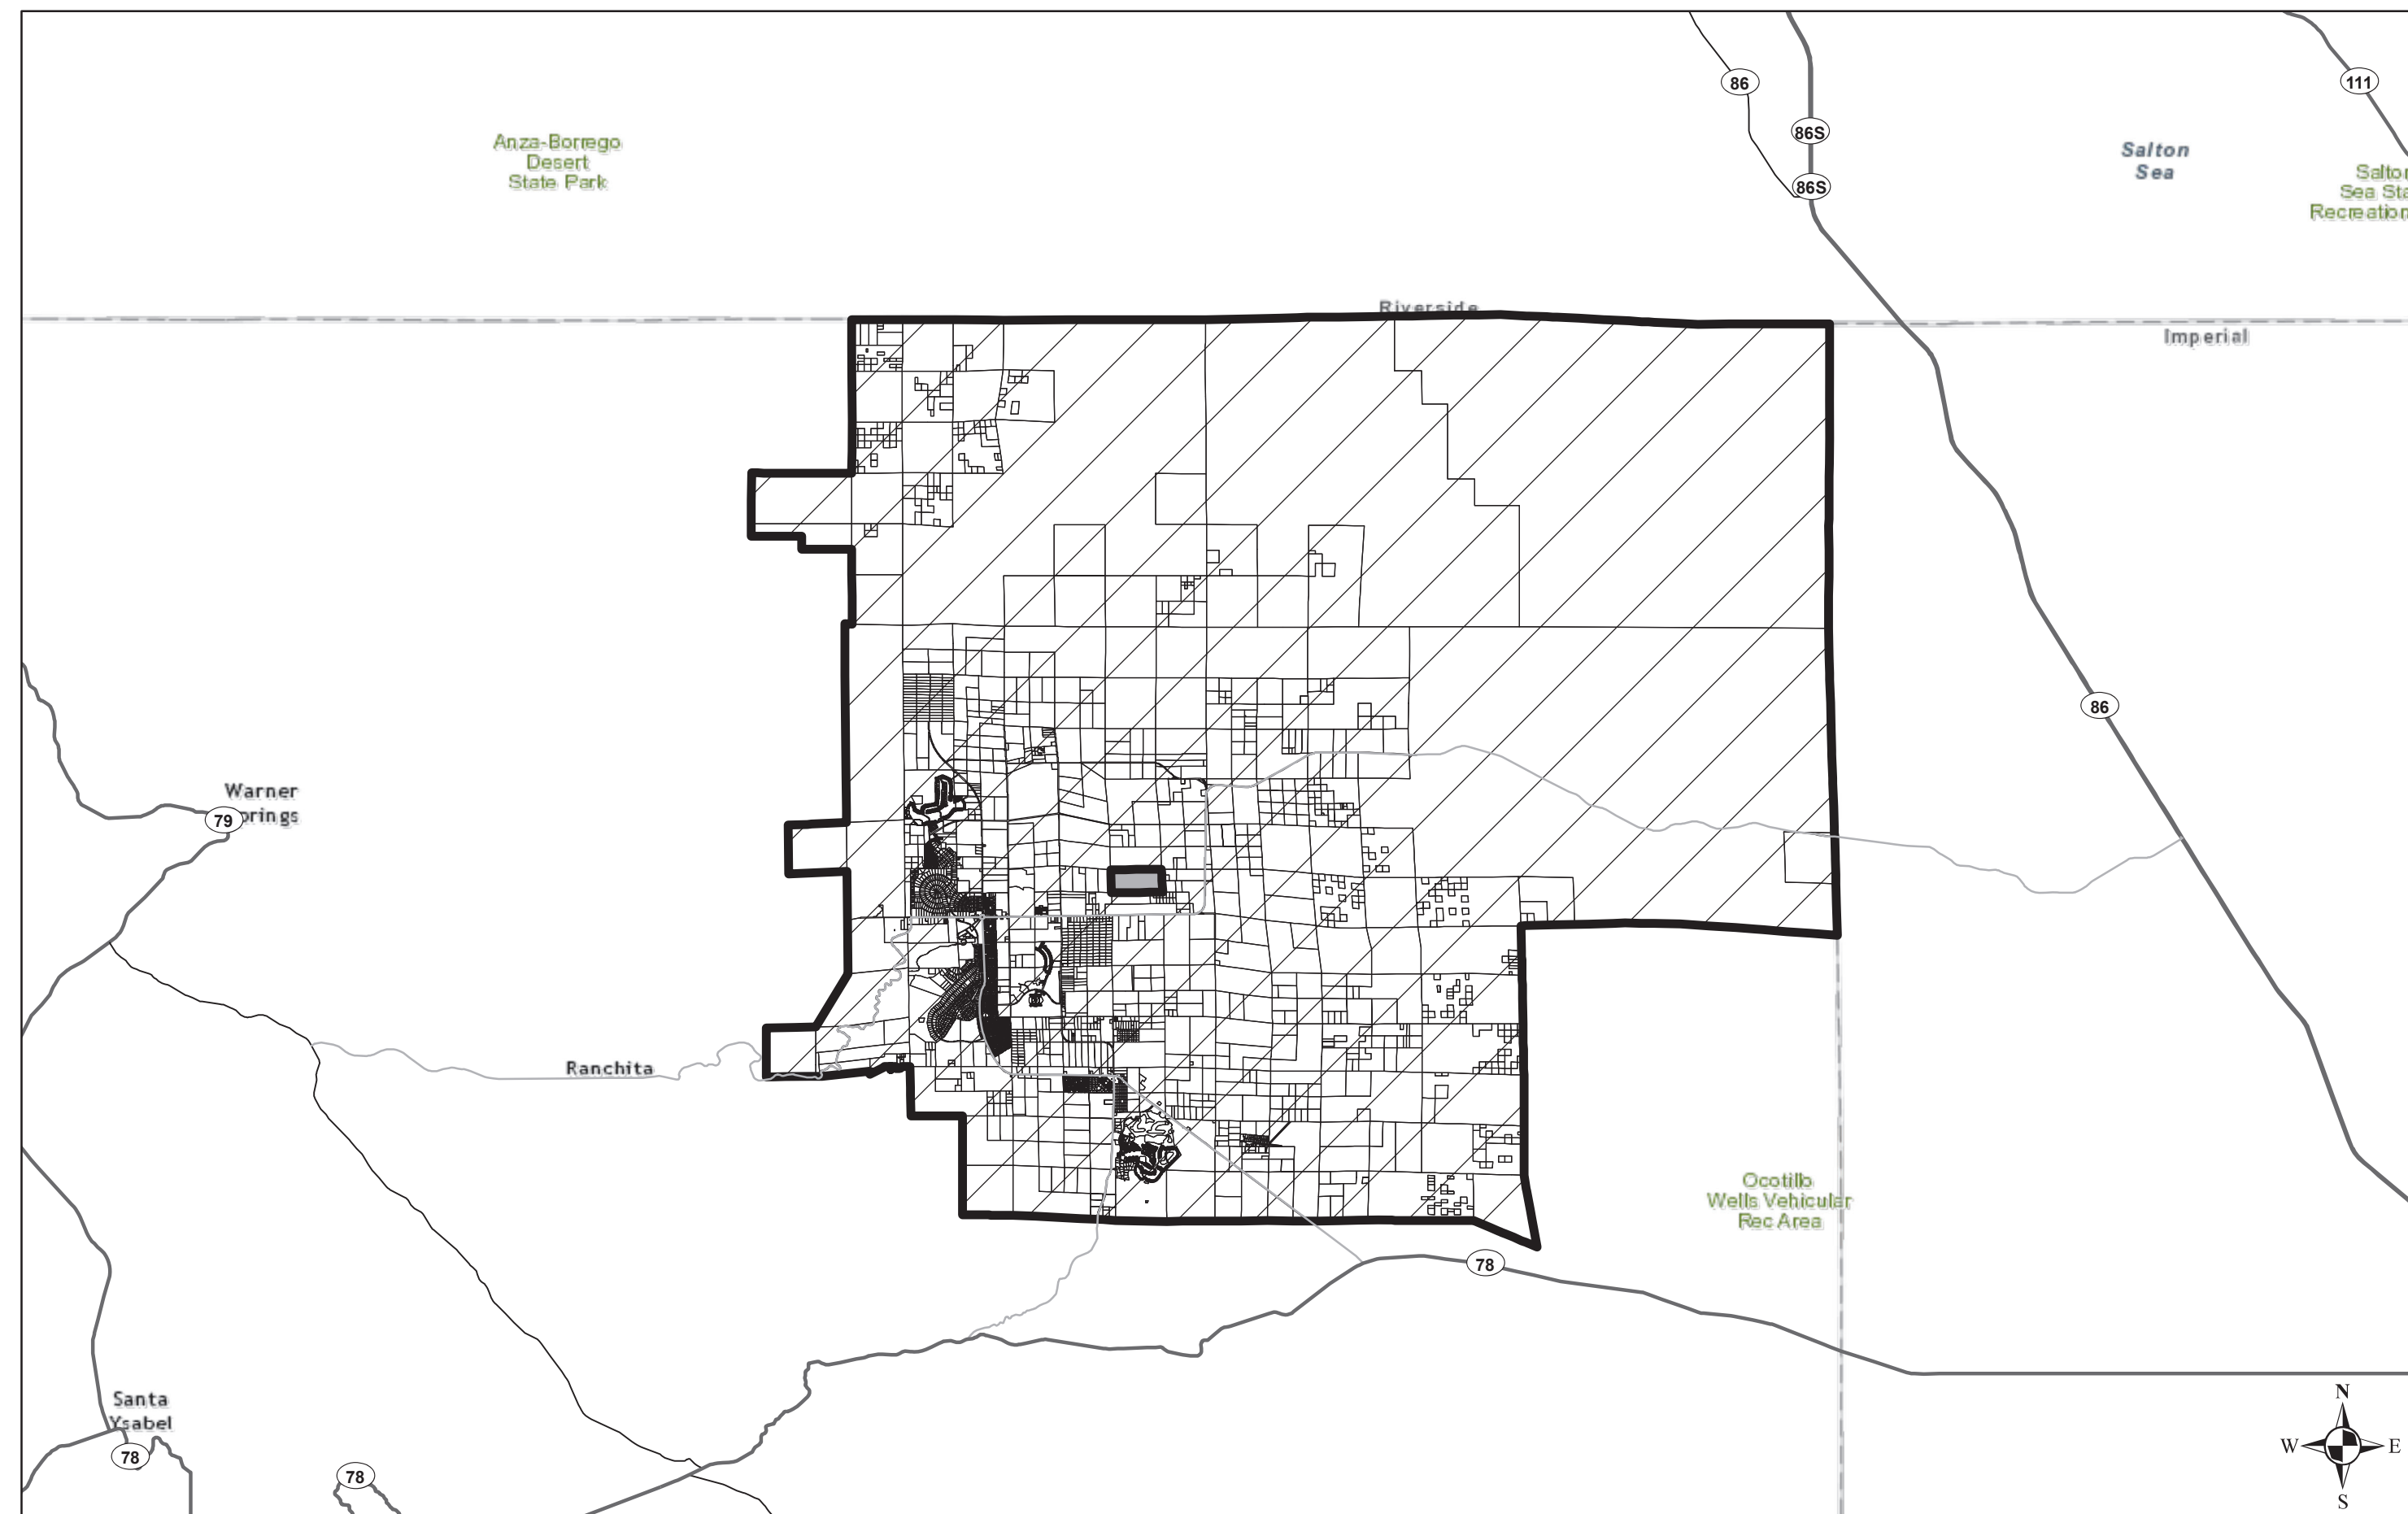 86
111
86S
Anza-Borrego
Desert
State Park
Salton
Sea
86S
Recreation
Riverside
Imperial
86
Warner
79
Ranchita
Ocotillo
Wells Vehicular
Rec Area
78
Santa
Ysabel
78
78
N
W
E
S